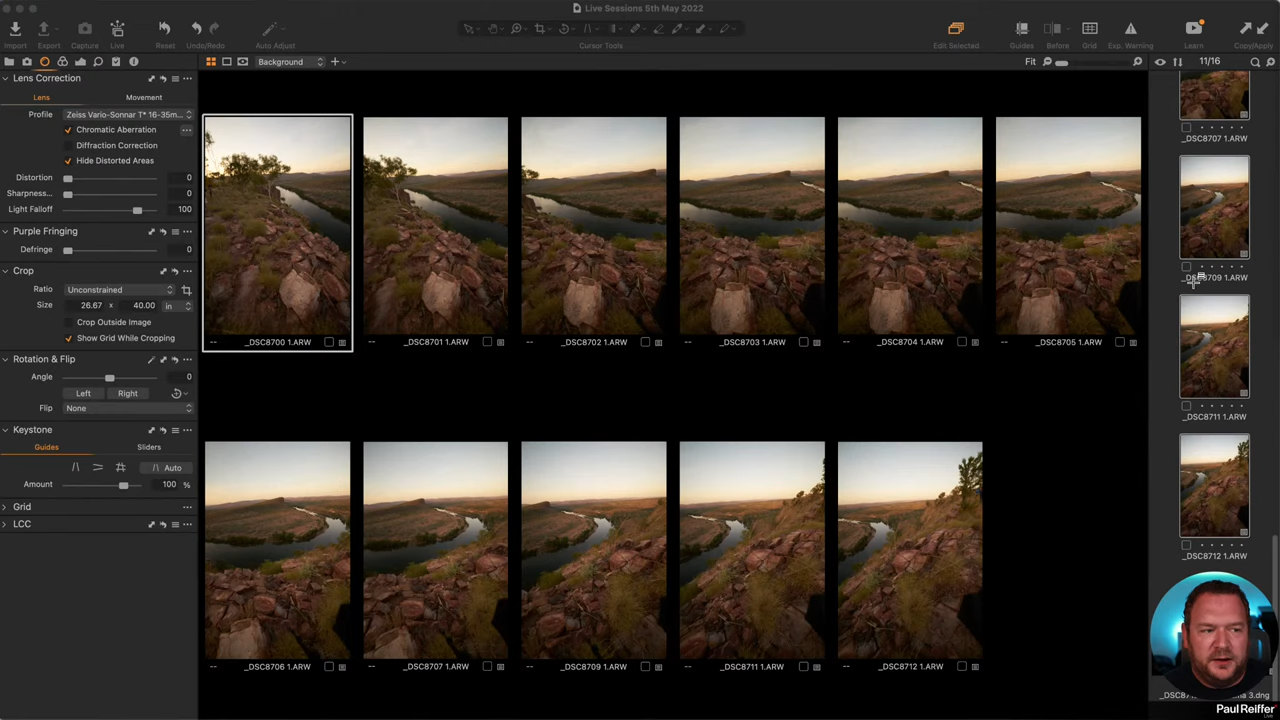 Live Sessions 5th May 2022
Import Export Capture Live Reset Undo/Redo Auto Adjust Cursor Tools Edit Selected Guides Before Grid Exp. Warning Learn Copy/Apply
Background Fit 11/16
Lens Correction
Lens Movement
Profile Zeiss Vario-Sonnar T* 16-35m...
Chromatic Aberration
Diffraction Correction
Hide Distorted Areas
Distortion 0
Sharpness... 0
Light Falloff 100
Purple Fringing
Defringe 0
Crop
Ratio Unconstrained
Size 26.67 x 40.00 in
Crop Outside Image
Show Grid While Cropping
Rotation & Flip
Angle 0
Left Right
Flip None
Keystone
Guides Sliders
Auto
Amount 100 %
Grid
LCC
-- _DSC8700 1.ARW
-- _DSC8701 1.ARW
-- _DSC8702 1.ARW
-- _DSC8703 1.ARW
-- _DSC8704 1.ARW
-- _DSC8705 1.ARW
-- _DSC8706 1.ARW
-- _DSC8707 1.ARW
-- _DSC8709 1.ARW
-- _DSC8711 1.ARW
-- _DSC8712 1.ARW
_DSC8707 1.ARW
_DSC8709 1.ARW
_DSC8711 1.ARW
_DSC8712 1.ARW
3.dng
Paul Reiffer
Live